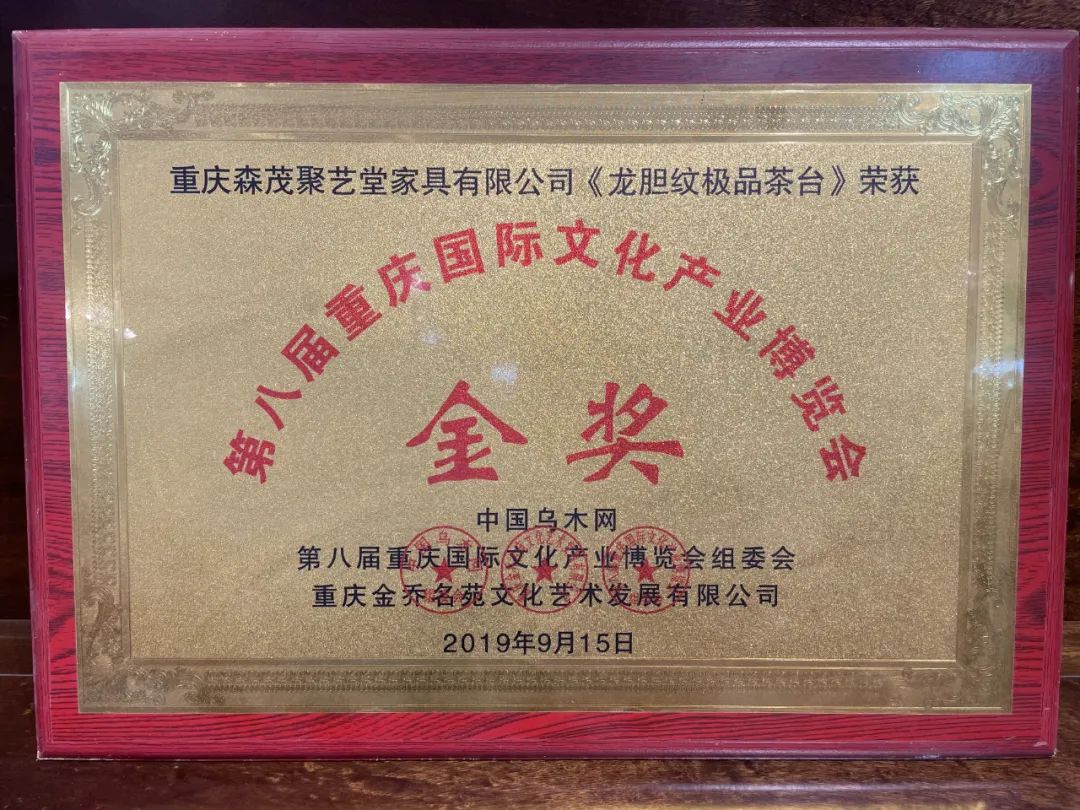 重庆森茂聚艺堂家具有限公司《龙胆纹极品茶台》荣获
第八届重庆国际文化产业博览会
金奖
中国乌木网
第八届重庆国际文化产业博览会组委会
重庆金乔名苑文化艺术发展有限公司
2019年9月15日